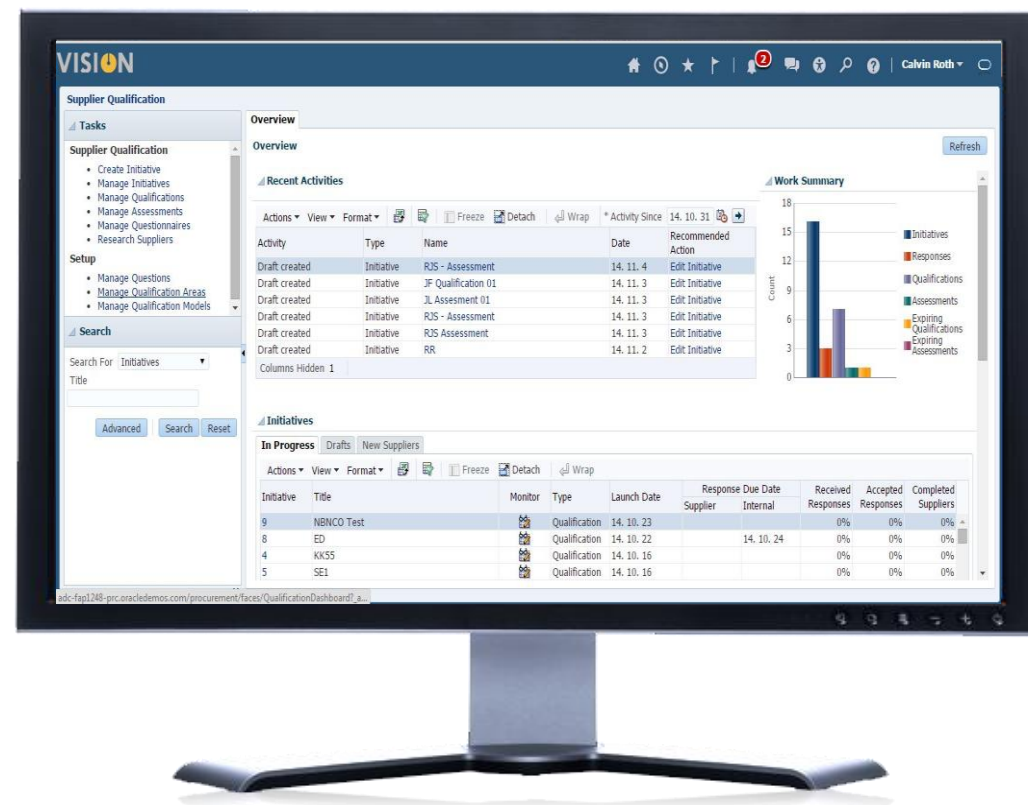 VISION
2
Calvin Roth
Supplier Qualification
Tasks
Supplier Qualification
Create Initiative
Manage Initiatives
Manage Qualifications
Manage Assessments
Manage Questionnaires
Research Suppliers
Setup
Manage Questions
Manage Qualification Areas
Manage Qualification Models
Search
Search For Initiatives
Title
Advanced Search Reset
Overview
Overview Refresh
Recent Activities
Actions View Format Freeze Detach Wrap * Activity Since 14. 10. 31
Activity Type Name Date Recommended Action
Draft created Initiative RJS - Assessment 14. 11. 4 Edit Initiative
Draft created Initiative JF Qualification 01 14. 11. 3 Edit Initiative
Draft created Initiative JL Assesment 01 14. 11. 3 Edit Initiative
Draft created Initiative RJS - Assessment 14. 11. 3 Edit Initiative
Draft created Initiative RJS Assessment 14. 11. 3 Edit Initiative
Draft created Initiative RR 14. 11. 2 Edit Initiative
Columns Hidden 1
Work Summary
18
15
12
9
6
3
0
Count
Initiatives
Responses
Qualifications
Assessments
Expiring
Qualifications
Expiring
Assessments
Initiatives
In Progress Drafts New Suppliers
Actions View Format Freeze Detach Wrap
Initiative Title Monitor Type Launch Date Response Due Date Supplier Internal Received Responses Accepted Responses Completed Suppliers
9 NBNCO Test Qualification 14. 10. 23 0% 0% 0%
8 ED Qualification 14. 10. 22 14. 10. 24 0% 0% 0%
4 KK55 Qualification 14. 10. 16 0% 0% 0%
5 SE1 Qualification 14. 10. 16 0% 0% 0%
adc-fap1248-prc.oracledemos.com/procurement/faces/QualificationDashboard?_a...